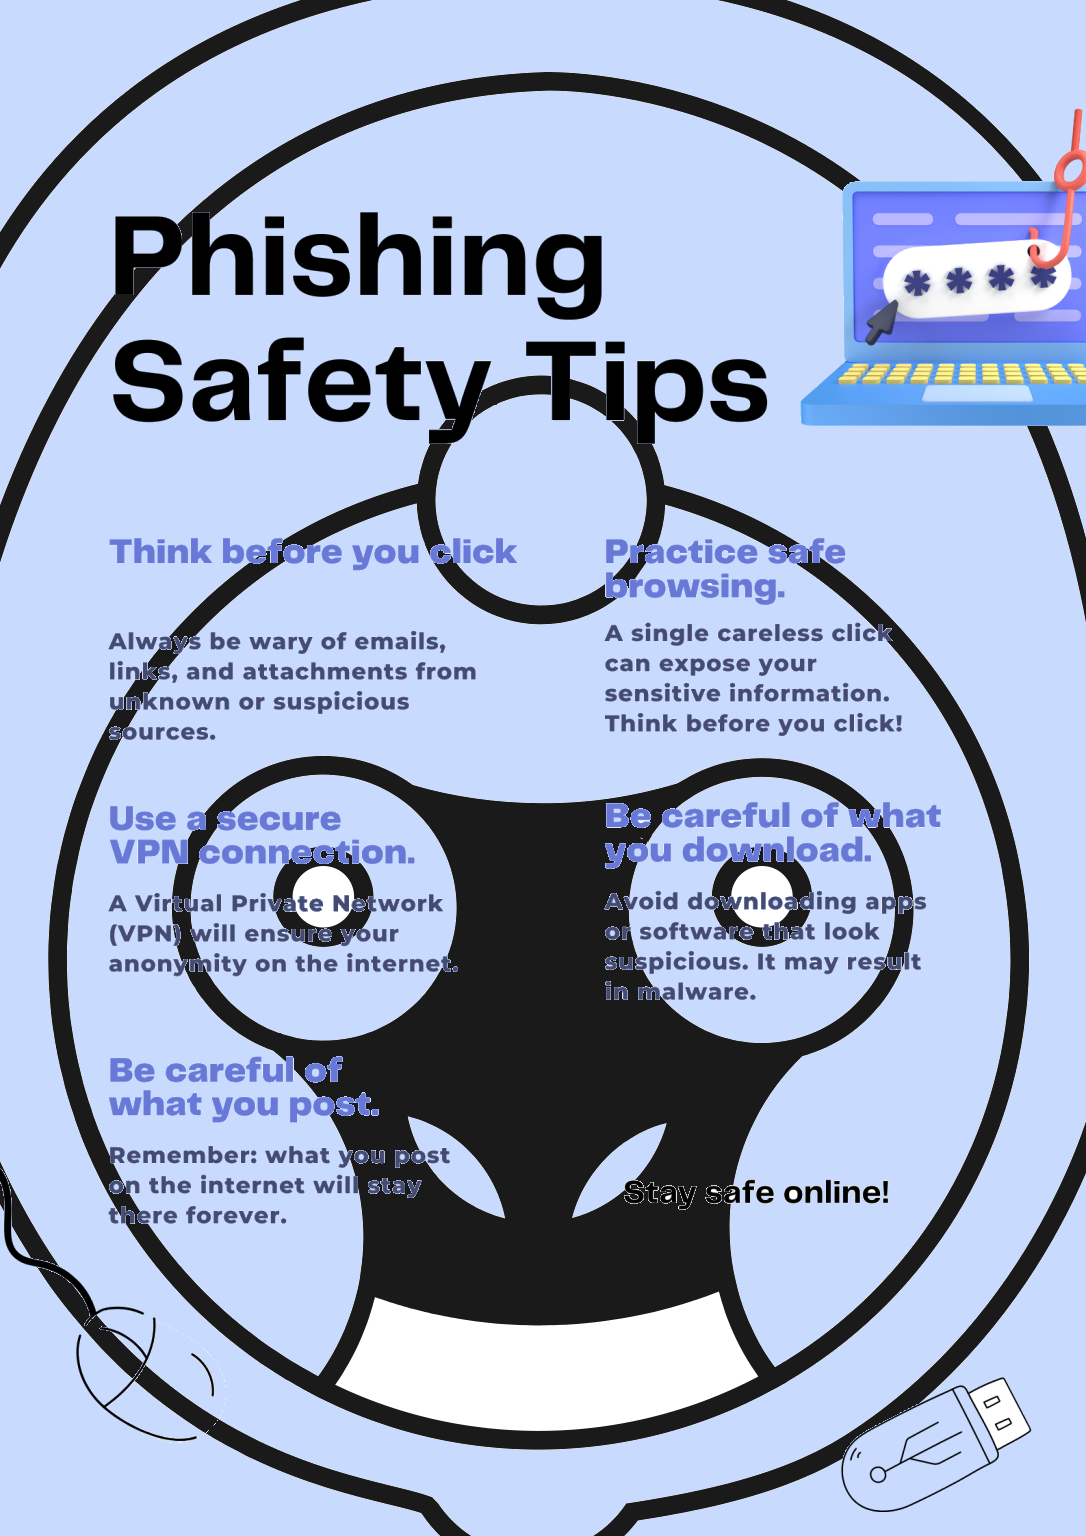 Phishing
Safety Tips
Think before you click
Always be wary of emails,
links, and attachments from
unknown or suspicious
sources.
Practice safe
browsing.
A single careless click
can expose your
sensitive information.
Think before you click!
Use a secure
VPN connection.
A Virtual Private Network
(VPN) will ensure your
anonymity on the internet.
Be careful of what
you download.
Avoid downloading apps
or software that look
suspicious. It may result
in malware.
Be careful of
what you post.
Remember: what you post
on the internet will stay
there forever.
Stay safe online!